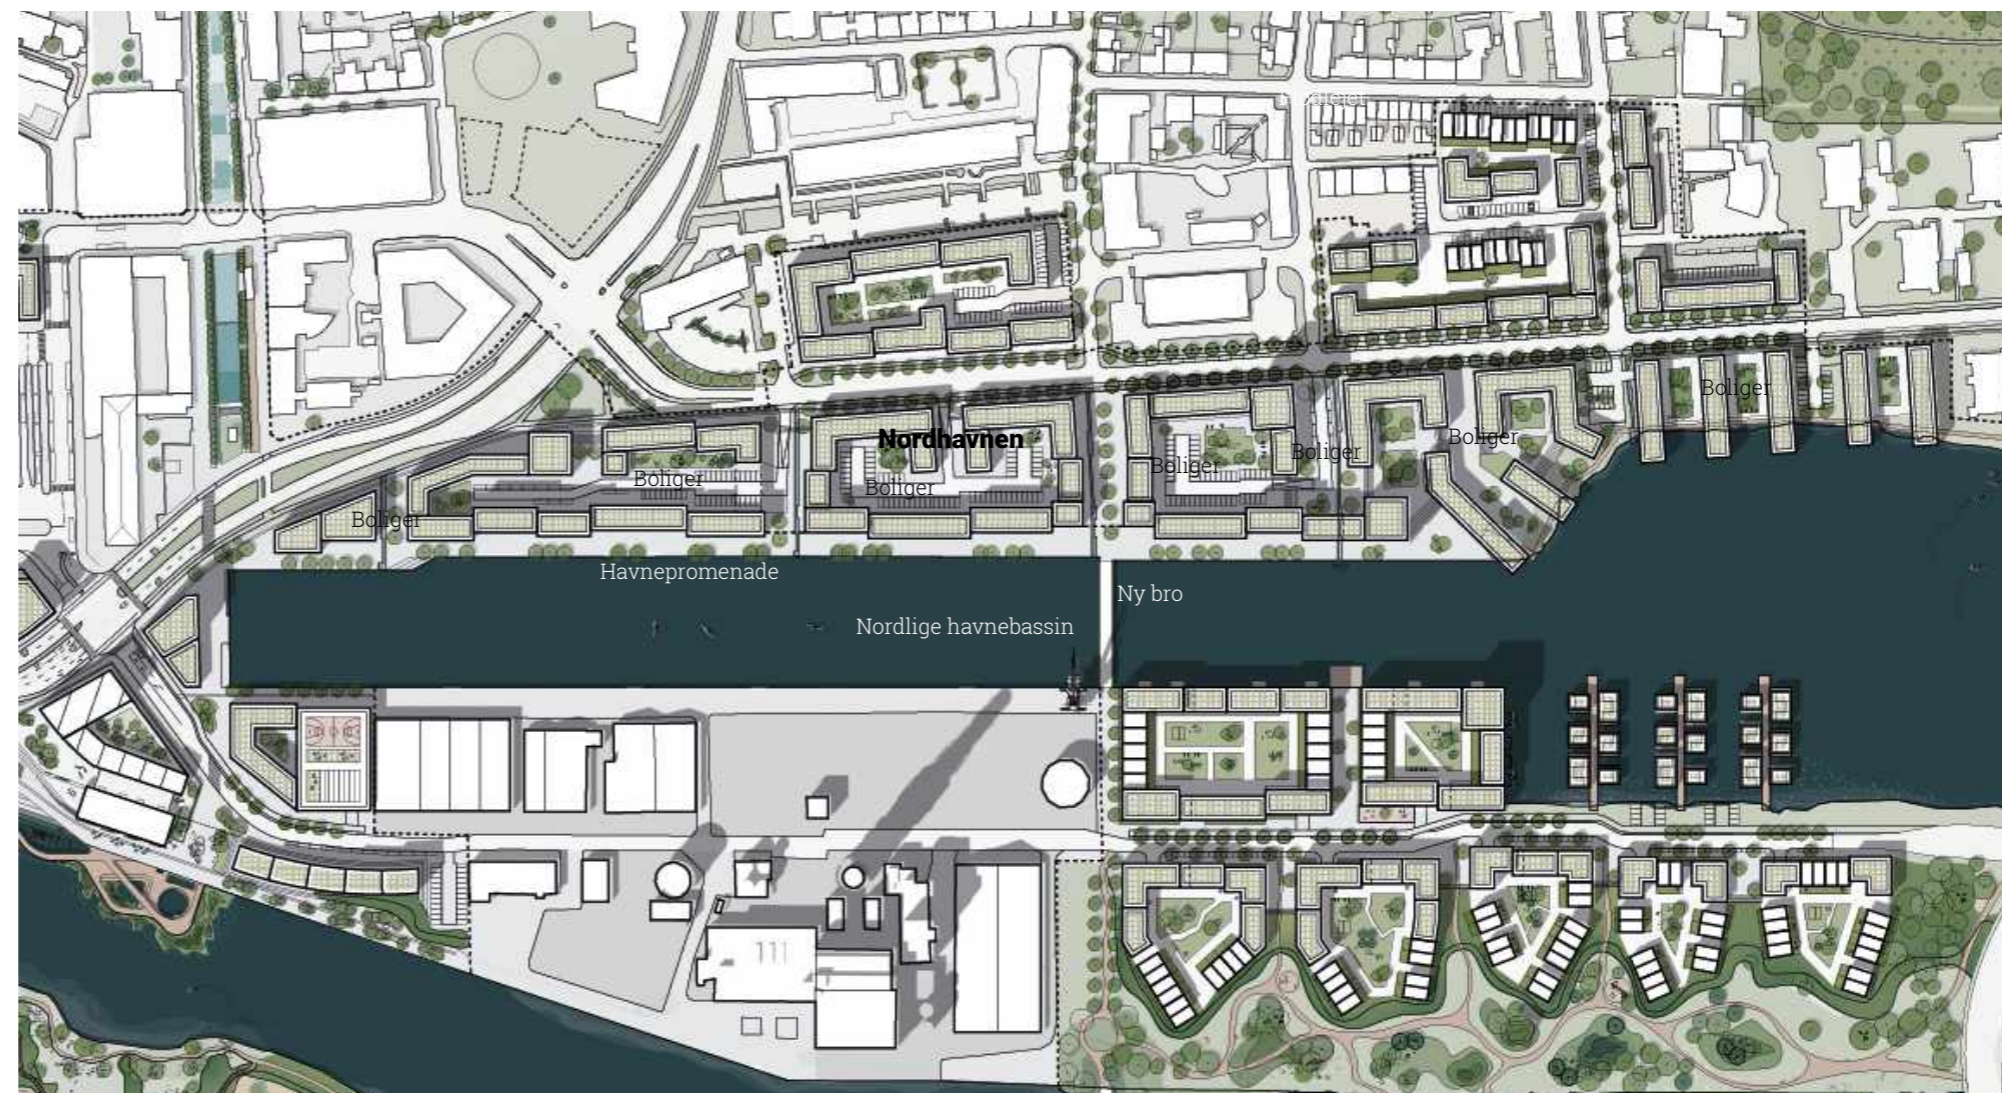 Boliger
Nordhavnen
Boliger
Boliger
Boliger
Boliger
Boliger
Boliger
Boliger
Havnepromenade
Ny bro
Nordlige havnebassin